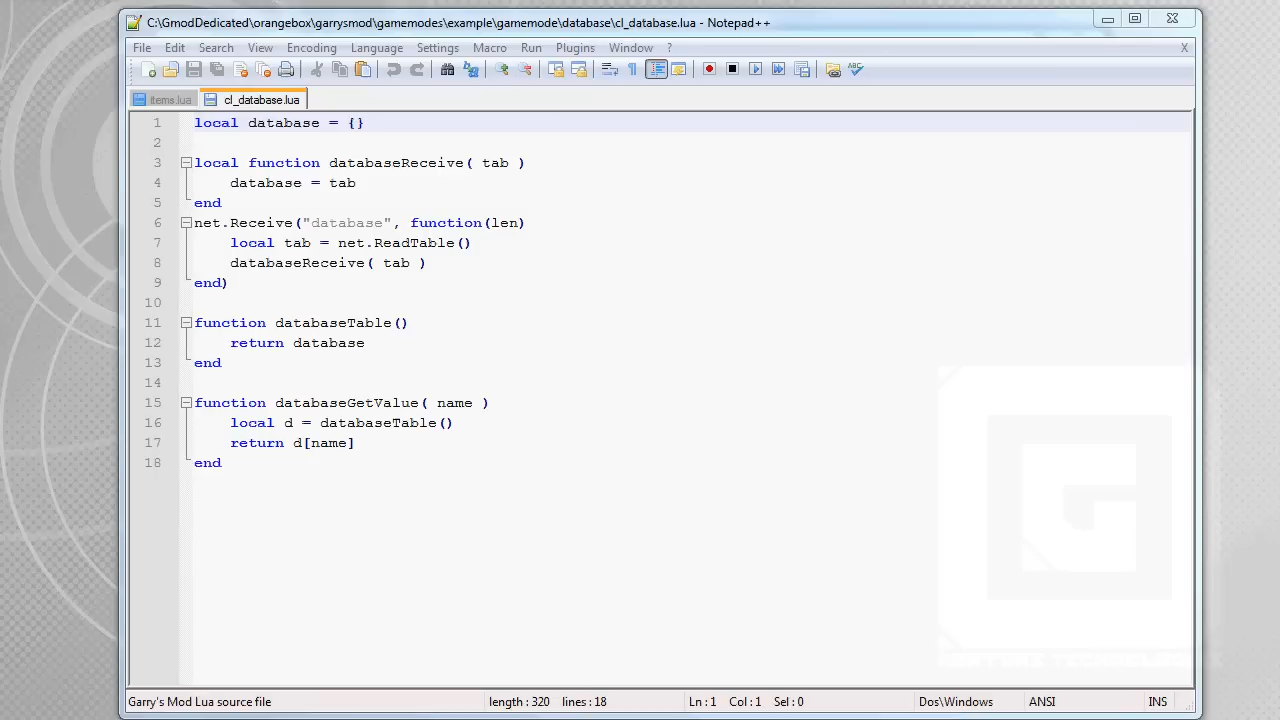 C:\GmodDedicated\orangebox\garrysmod\gamemodes\example\gamemode\database\cl_database.lua - Notepad++
File Edit Search View Encoding Language Settings Macro Run Plugins Window ? X
items.lua cl_database.lua
1 local database = {}
2
3 local function databaseReceive( tab )
4 database = tab
5 end
6 net.Receive("database", function(len)
7 local tab = net.ReadTable()
8 databaseReceive( tab )
9 end)
10
11 function databaseTable()
12 return database
13 end
14
15 function databaseGetValue( name )
16 local d = databaseTable()
17 return d[name]
18 end
Garry's Mod Lua source file length : 320 lines : 18 Ln : 1 Col : 1 Sel : 0 Dos\Windows ANSI INS